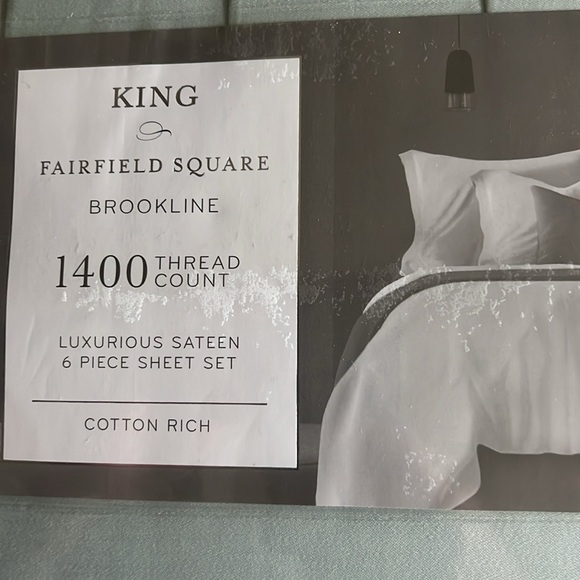 KING
FAIRFIELD SQUARE
BROOKLINE
1400 THREAD
COUNT
LUXURIOUS SATEEN
6 PIECE SHEET SET
COTTON RICH